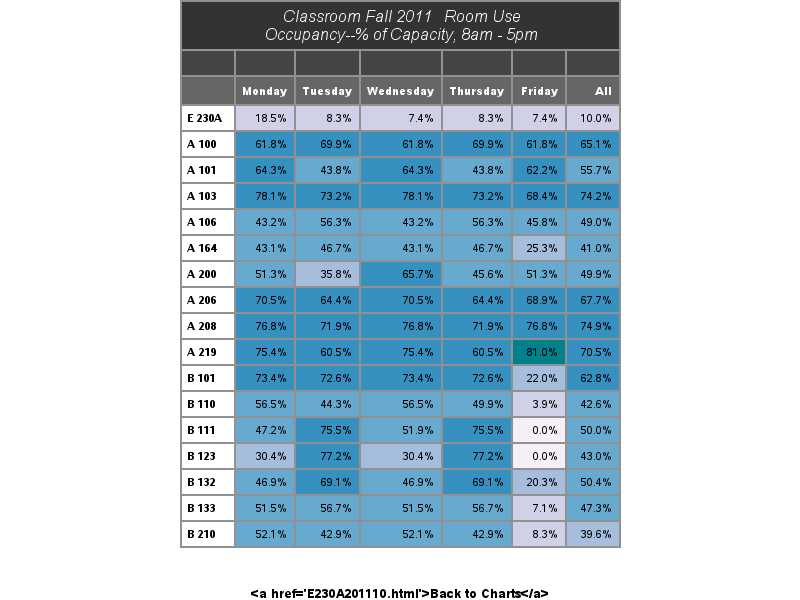 Classroom Fall 2011 Room Use
Occupancy--% of Capacity, 8am - 5pm
Monday Tuesday Wednesday Thursday Friday All
E 230A 18.5% 8.3% 7.4% 8.3% 7.4% 10.0%
A 100 61.8% 69.9% 61.8% 69.9% 61.8% 65.1%
A 101 64.3% 43.8% 64.3% 43.8% 62.2% 55.7%
A 103 78.1% 73.2% 78.1% 73.2% 68.4% 74.2%
A 106 43.2% 56.3% 43.2% 56.3% 45.8% 49.0%
A 164 43.1% 46.7% 43.1% 46.7% 25.3% 41.0%
A 200 51.3% 35.8% 65.7% 45.6% 51.3% 49.9%
A 206 70.5% 64.4% 70.5% 64.4% 68.9% 67.7%
A 208 76.8% 71.9% 76.8% 71.9% 76.8% 74.9%
A 219 75.4% 60.5% 75.4% 60.5% 81.0% 70.5%
B 101 73.4% 72.6% 73.4% 72.6% 22.0% 62.8%
B 110 56.5% 44.3% 56.5% 49.9% 3.9% 42.6%
B 111 47.2% 75.5% 51.9% 75.5% 0.0% 50.0%
B 123 30.4% 77.2% 30.4% 77.2% 0.0% 43.0%
B 132 46.9% 69.1% 46.9% 69.1% 20.3% 50.4%
B 133 51.5% 56.7% 51.5% 56.7% 7.1% 47.3%
B 210 52.1% 42.9% 52.1% 42.9% 8.3% 39.6%
<a href='E230A201110.html'>Back to Charts</a>